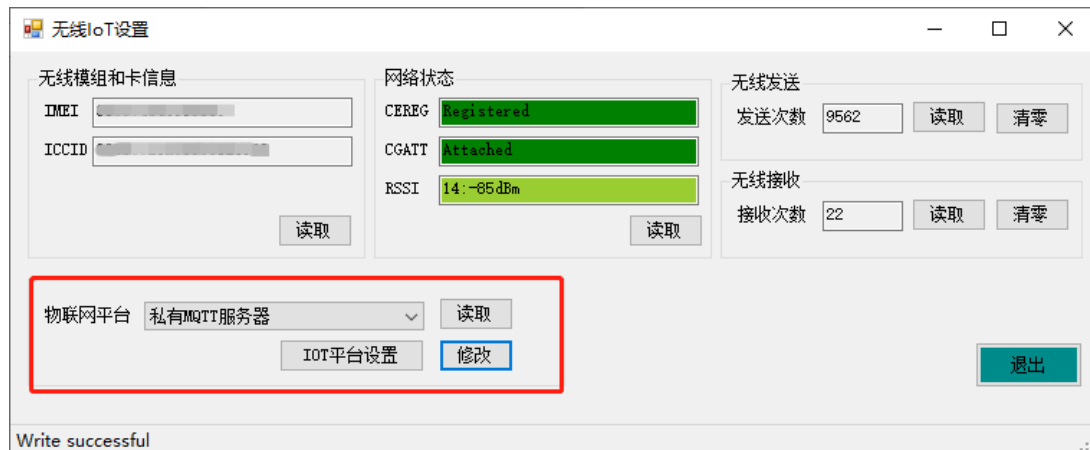 无线IoT设置
无线模组和卡信息
IMEI
ICCID
读取
网络状态
CEREG Registered
CGATT Attached
RSSI 14:-85dBm
读取
无线发送
发送次数 9562 读取 清零
无线接收
接收次数 22 读取 清零
物联网平台 私有MQTT服务器 读取
IOT平台设置 修改
退出
Write successful